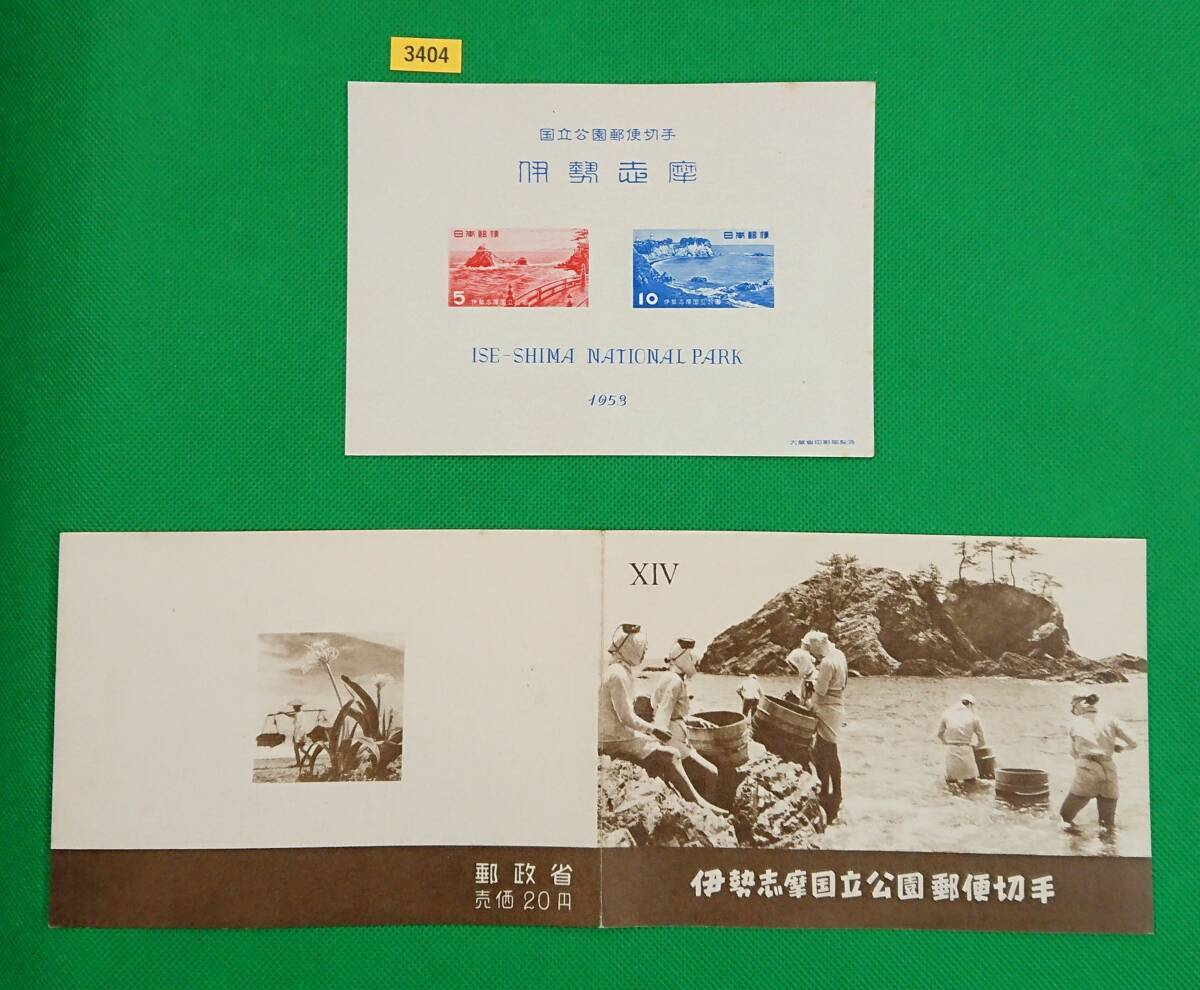 3404
国立公園郵便切手
伊勢志摩
日本郵便
5 伊勢志摩国立公園
日本郵便
10 伊勢志摩国立公園
ISE-SHIMA NATIONAL PARK
1953
大蔵省印刷局製造
XIV
郵政省
売価20円
伊勢志摩国立公園郵便切手